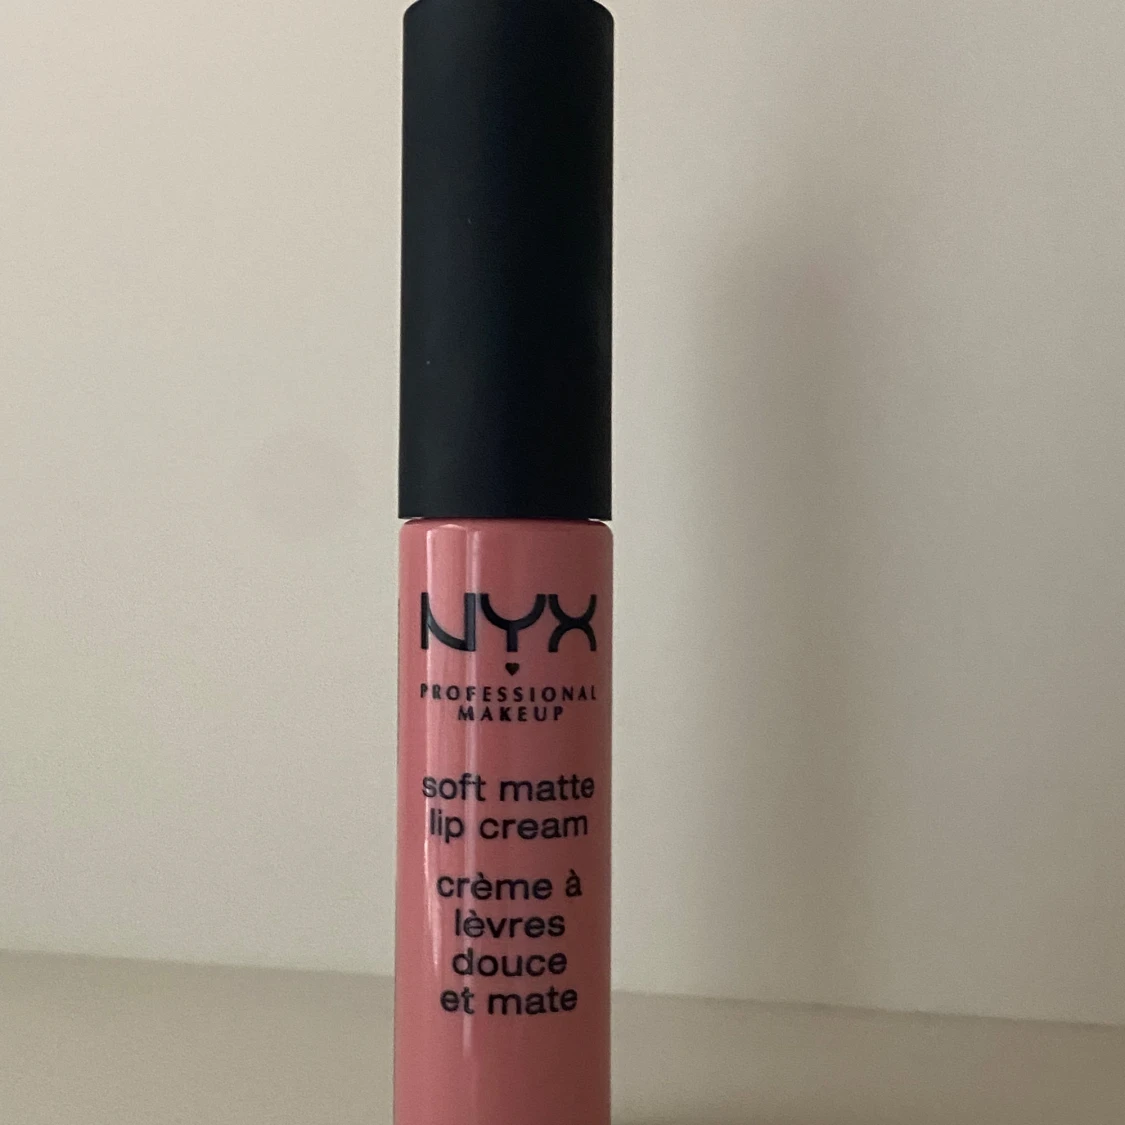 NYX
PROFESSIONAL
MAKEUP
soft matte
lip cream
crème à
lèvres
douce
et mate